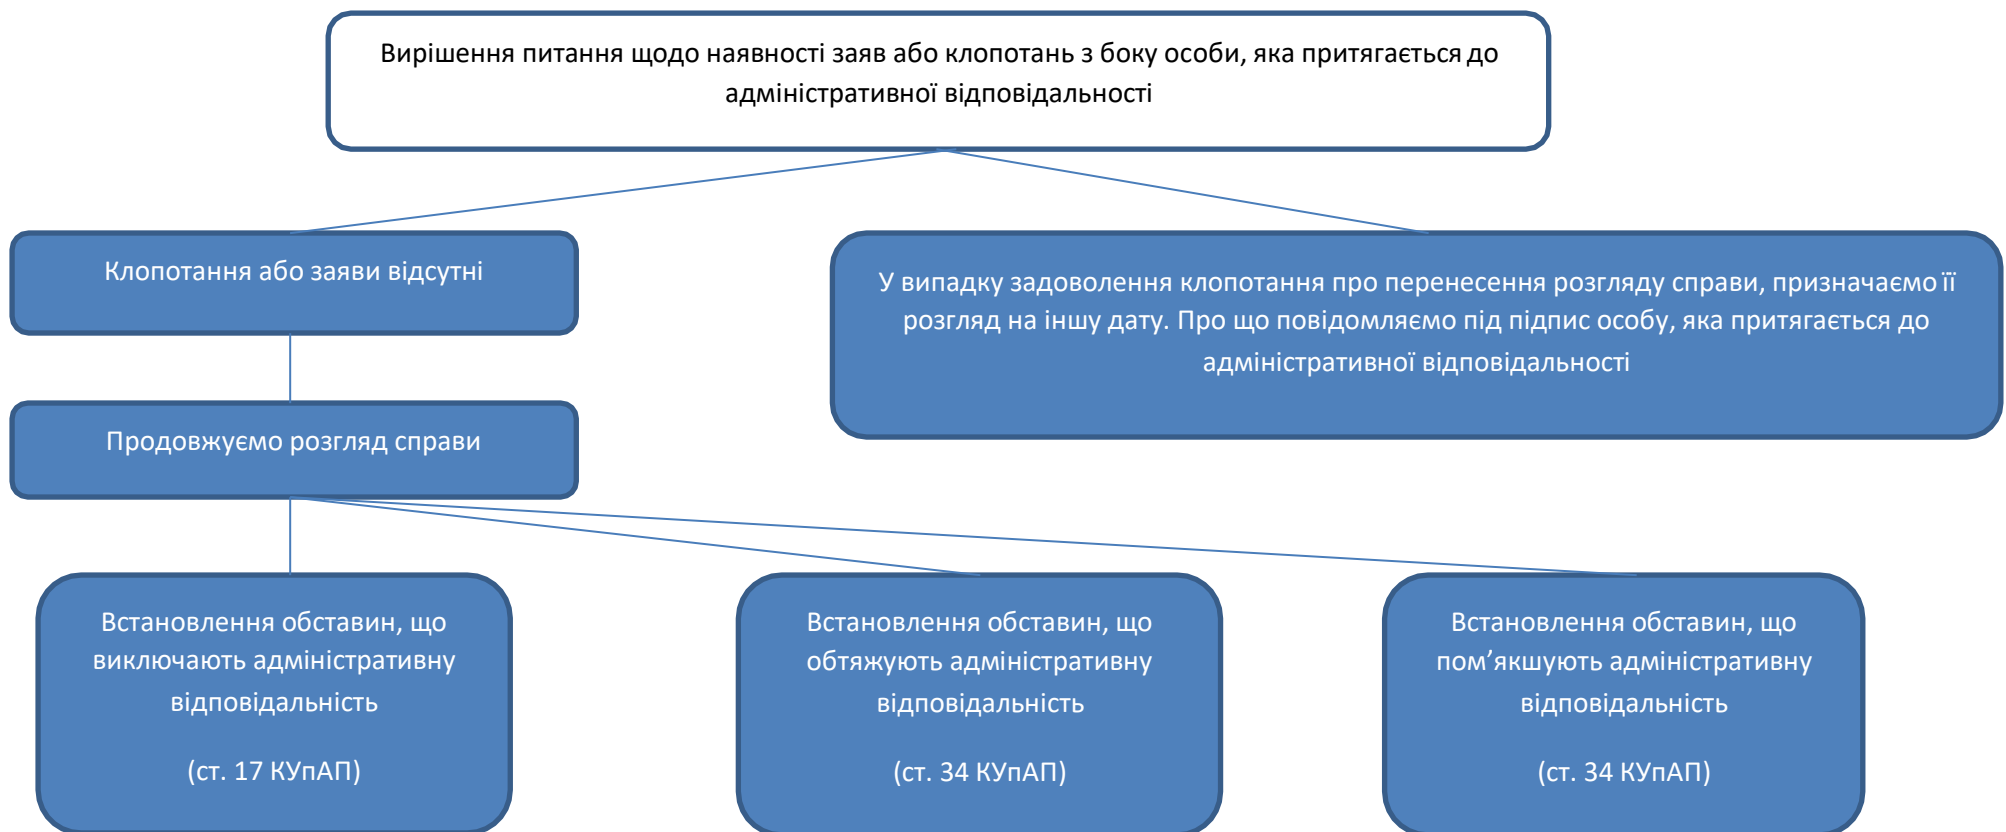 Вирішення питання щодо наявності заяв або клопотань з боку особи, яка притягається до
адміністративної відповідальності
Клопотання або заяви відсутні
У випадку задоволення клопотання про перенесення розгляду справи, призначаємо її
розгляд на іншу дату. Про що повідомляємо під підпис особу, яка притягається до
адміністративної відповідальності
Продовжуємо розгляд справи
Встановлення обставин, що
виключають адміністративну
відповідальність
(ст. 17 КУпАП)
Встановлення обставин, що
обтяжують адміністративну
відповідальність
(ст. 34 КУпАП)
Встановлення обставин, що
пом’якшують адміністративну
відповідальність
(ст. 34 КУпАП)